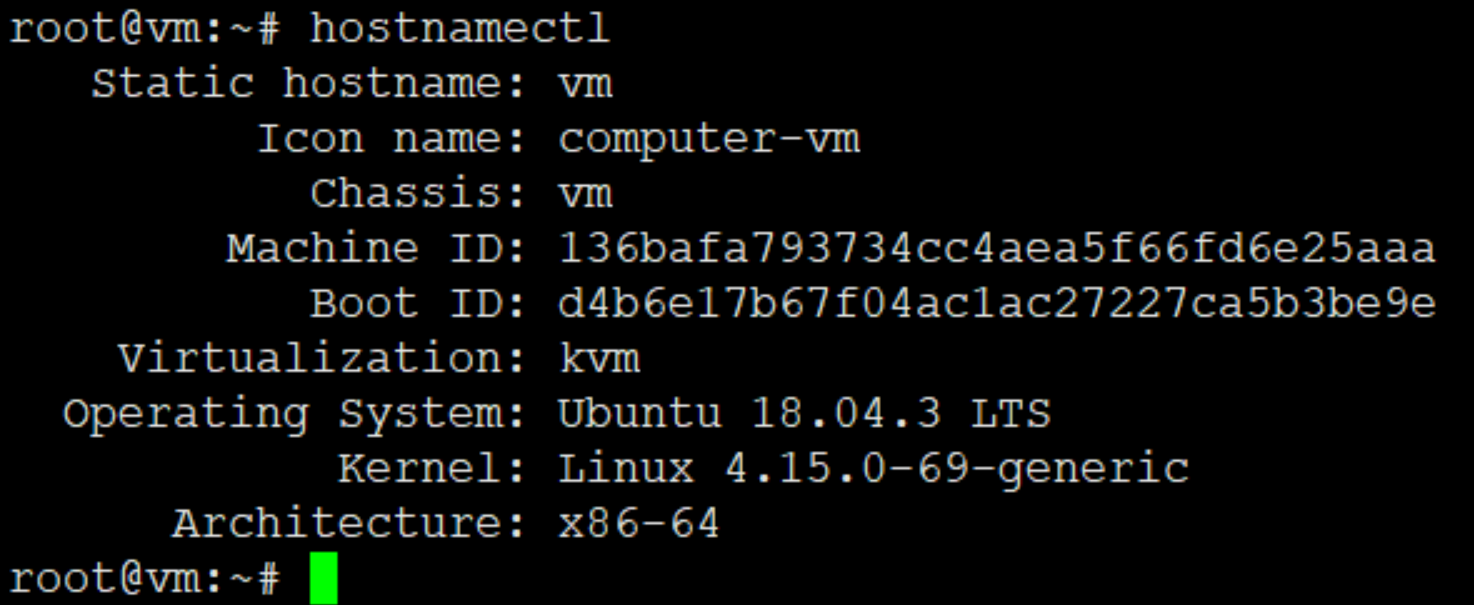 root@vm:~# hostnamectl
Static hostname: vm
Icon name: computer-vm
Chassis: vm
Machine ID: 136bafa793734cc4aea5f66fd6e25aaa
Boot ID: d4b6e17b67f04ac1ac27227ca5b3be9e
Virtualization: kvm
Operating System: Ubuntu 18.04.3 LTS
Kernel: Linux 4.15.0-69-generic
Architecture: x86-64
root@vm:~#